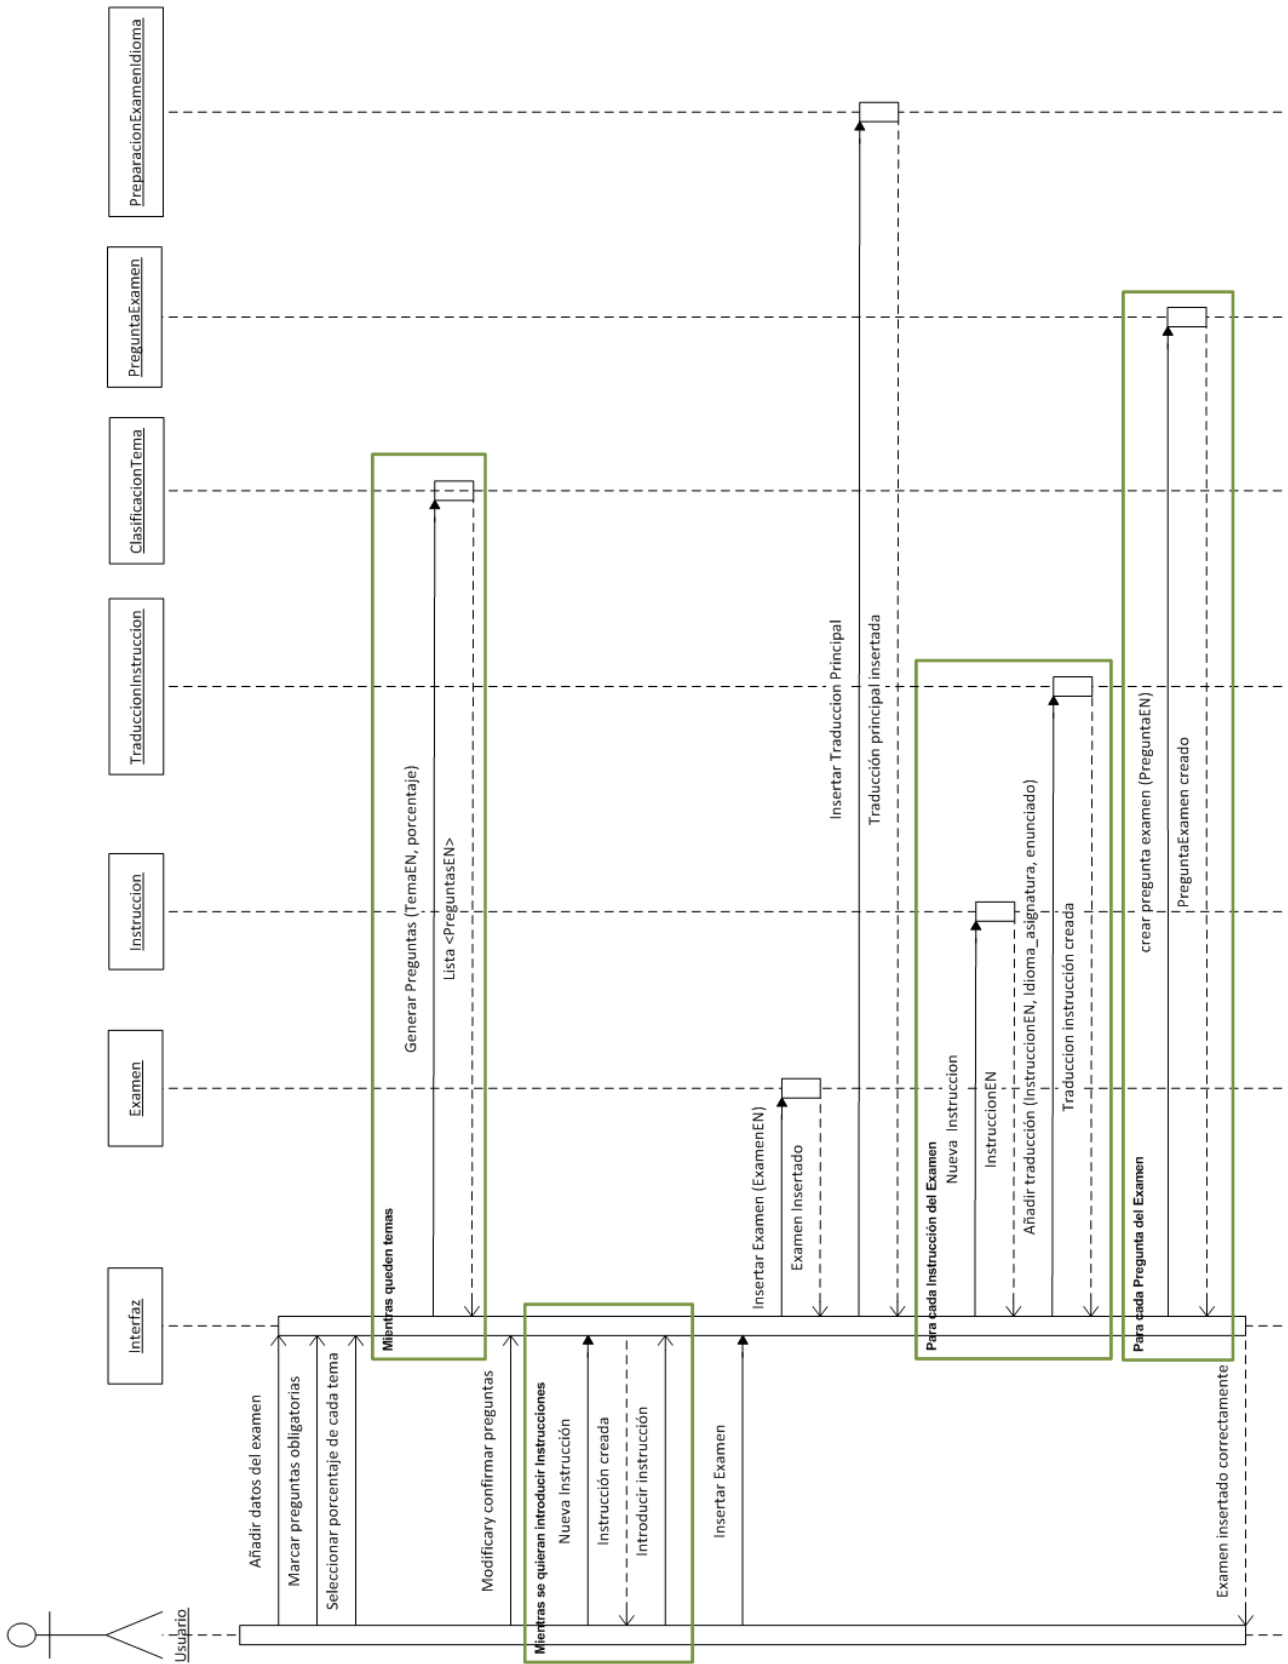 Usuario
Interfaz
Examen
Instruccion
TraduccionInstruccion
ClasificacionTema
PreguntaExamen
PreparacionExamenIdioma
Añadir datos del examen
Marcar preguntas obligatorias
Seleccionar porcentaje de cada tema
Mientras queden temas
Generar Preguntas (TemaEN, porcentaje)
Lista <PreguntasEN>
Modificary confirmar preguntas
Mientras se quieran introducir Instrucciones
Nueva Instrucción
Instrucción creada
Introducir instrucción
Insertar Examen
Insertar Examen (ExamenEN)
Examen Insertado
Insertar Traduccion Principal
Traducción principal insertada
Para cada Instrucción del Examen
Nueva Instruccion
InstruccionEN
Añadir traducción (InstruccionEN, Idioma_asignatura, enunciado)
Traduccion instrucción creada
Para cada Pregunta del Examen
crear pregunta examen (PreguntaEN)
PreguntaExamen creado
Examen insertado correctamente